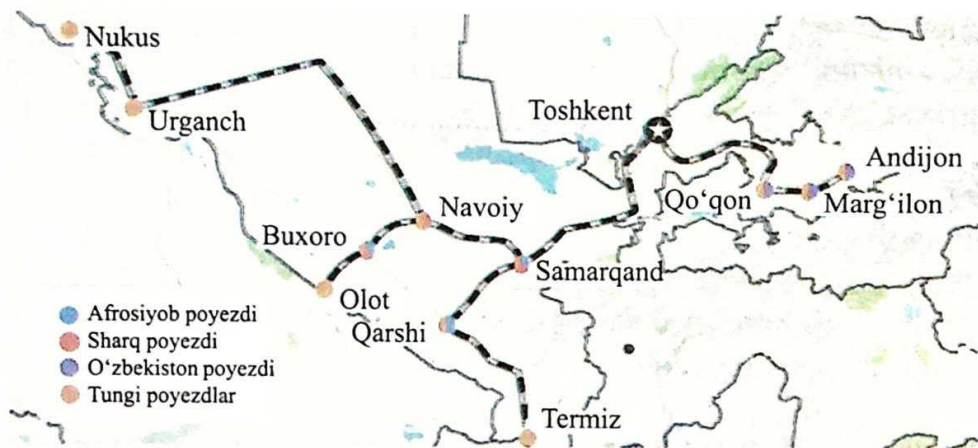 Nukus
Urganch
Toshkent
Andijon
Qo‘qon
Marg‘ilon
Navoiy
Buxoro
Samarqand
Olot
Qarshi
Afrosiyob poyezdi
Sharq poyezdi
O‘zbekiston poyezdi
Tungi poyezdlar
Termiz